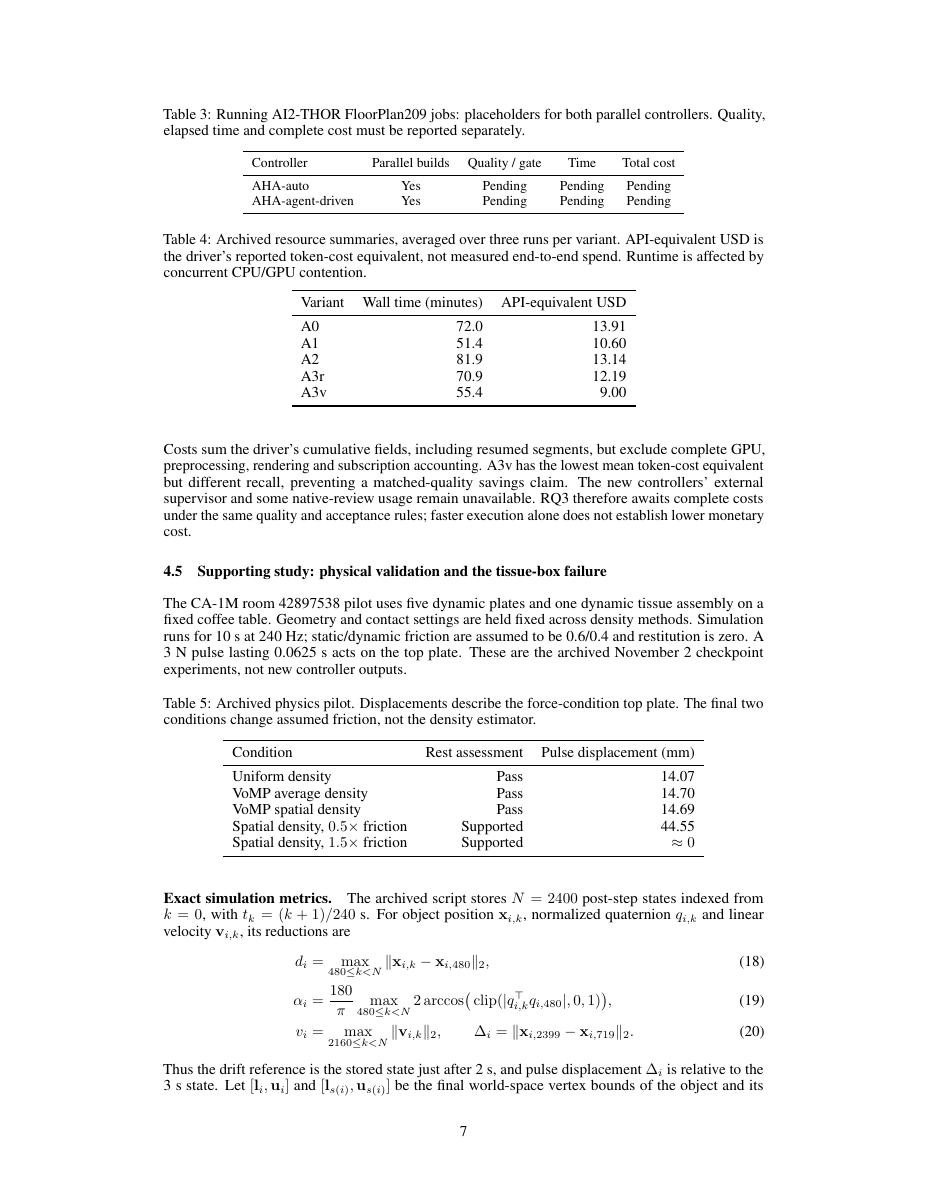 Table 3: Running AI2-THOR FloorPlan209 jobs: placeholders for both parallel controllers. Quality,
elapsed time and complete cost must be reported separately.
Controller Parallel builds Quality / gate Time Total cost
AHA-auto Yes Pending Pending Pending
AHA-agent-driven Yes Pending Pending Pending
Table 4: Archived resource summaries, averaged over three runs per variant. API-equivalent USD is
the driver's reported token-cost equivalent, not measured end-to-end spend. Runtime is affected by
concurrent CPU/GPU contention.
Variant Wall time (minutes) API-equivalent USD
A0 72.0 13.91
A1 51.4 10.60
A2 81.9 13.14
A3r 70.9 12.19
A3v 55.4 9.00
Costs sum the driver's cumulative fields, including resumed segments, but exclude complete GPU,
preprocessing, rendering and subscription accounting. A3v has the lowest mean token-cost equivalent
but different recall, preventing a matched-quality savings claim. The new controllers' external
supervisor and some native-review usage remain unavailable. RQ3 therefore awaits complete costs
under the same quality and acceptance rules; faster execution alone does not establish lower monetary
cost.
4.5 Supporting study: physical validation and the tissue-box failure
The CA-1M room 42897538 pilot uses five dynamic plates and one dynamic tissue assembly on a
fixed coffee table. Geometry and contact settings are held fixed across density methods. Simulation
runs for 10 s at 240 Hz; static/dynamic friction are assumed to be 0.6/0.4 and restitution is zero. A
3 N pulse lasting 0.0625 s acts on the top plate. These are the archived November 2 checkpoint
experiments, not new controller outputs.
Table 5: Archived physics pilot. Displacements describe the force-condition top plate. The final two
conditions change assumed friction, not the density estimator.
Condition Rest assessment Pulse displacement (mm)
Uniform density Pass 14.07
VoMP average density Pass 14.70
VoMP spatial density Pass 14.69
Spatial density, 0.5× friction Supported 44.55
Spatial density, 1.5× friction Supported ≈ 0
Exact simulation metrics. The archived script stores N = 2400 post-step states indexed from
k = 0, with t_k = (k + 1)/240 s. For object position x_{i,k}, normalized quaternion q_{i,k} and linear
velocity v_{i,k}, its reductions are
d_i = max_{480≤k<N} ‖x_{i,k} − x_{i,480}‖_2, (18)
α_i = 180/π max_{480≤k<N} 2 arccos(clip(|q_{i,k}^⊤ q_{i,480}|, 0, 1)), (19)
v_i = max_{2160≤k<N} ‖v_{i,k}‖_2, Δ_i = ‖x_{i,2399} − x_{i,719}‖_2. (20)
Thus the drift reference is the stored state just after 2 s, and pulse displacement Δ_i is relative to the
3 s state. Let [l_i, u_i] and [l_{s(i)}, u_{s(i)}] be the final world-space vertex bounds of the object and its
7